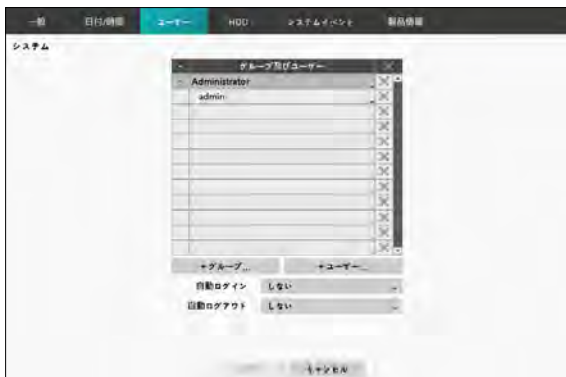 一般 日付/時間 ユーザー HDD システムイベント 製品情報
システム
- グループ及びユーザー
- Administrator
admin
+グループ... +ユーザー...
自動ログイン しない
自動ログアウト しない
キャンセル